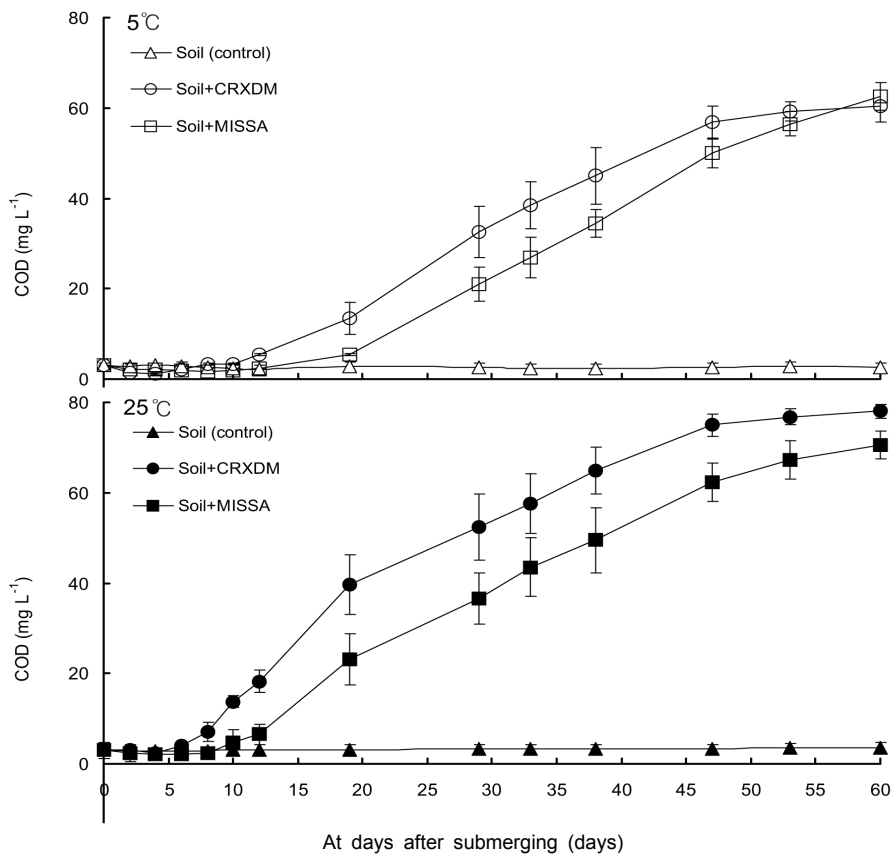 80
60
40
20
0
COD (mg L⁻¹)
5℃
Soil (control)
Soil+CRXDM
Soil+MISSA
80
60
40
20
0
COD (mg L⁻¹)
25℃
Soil (control)
Soil+CRXDM
Soil+MISSA
0 5 10 15 20 25 30 35 40 45 50 55 60
At days after submerging (days)